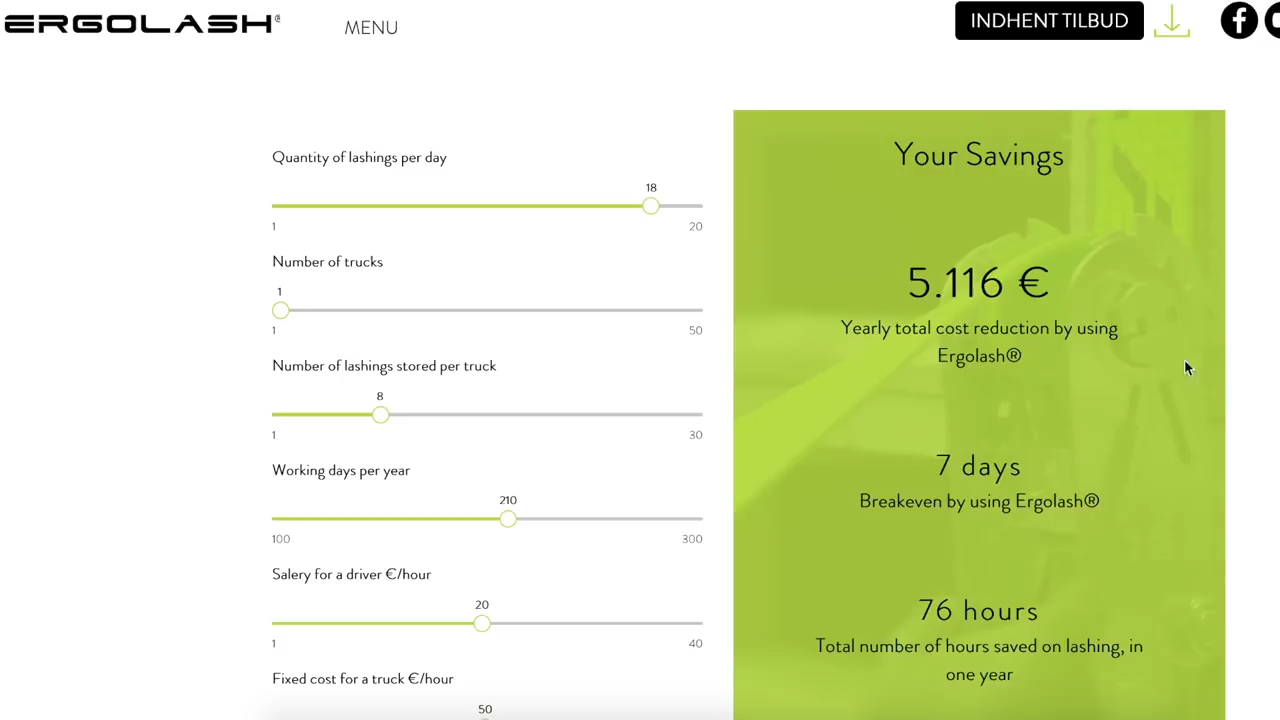 ERGOLASH®
MENU
INDHENT TILBUD
Quantity of lashings per day
18
1
20
Number of trucks
1
1
50
Number of lashings stored per truck
8
1
30
Working days per year
210
100
300
Salery for a driver €/hour
20
1
40
Fixed cost for a truck €/hour
50
Your Savings
5.116 €
Yearly total cost reduction by using
Ergolash®
7 days
Breakeven by using Ergolash®
76 hours
Total number of hours saved on lashing, in
one year